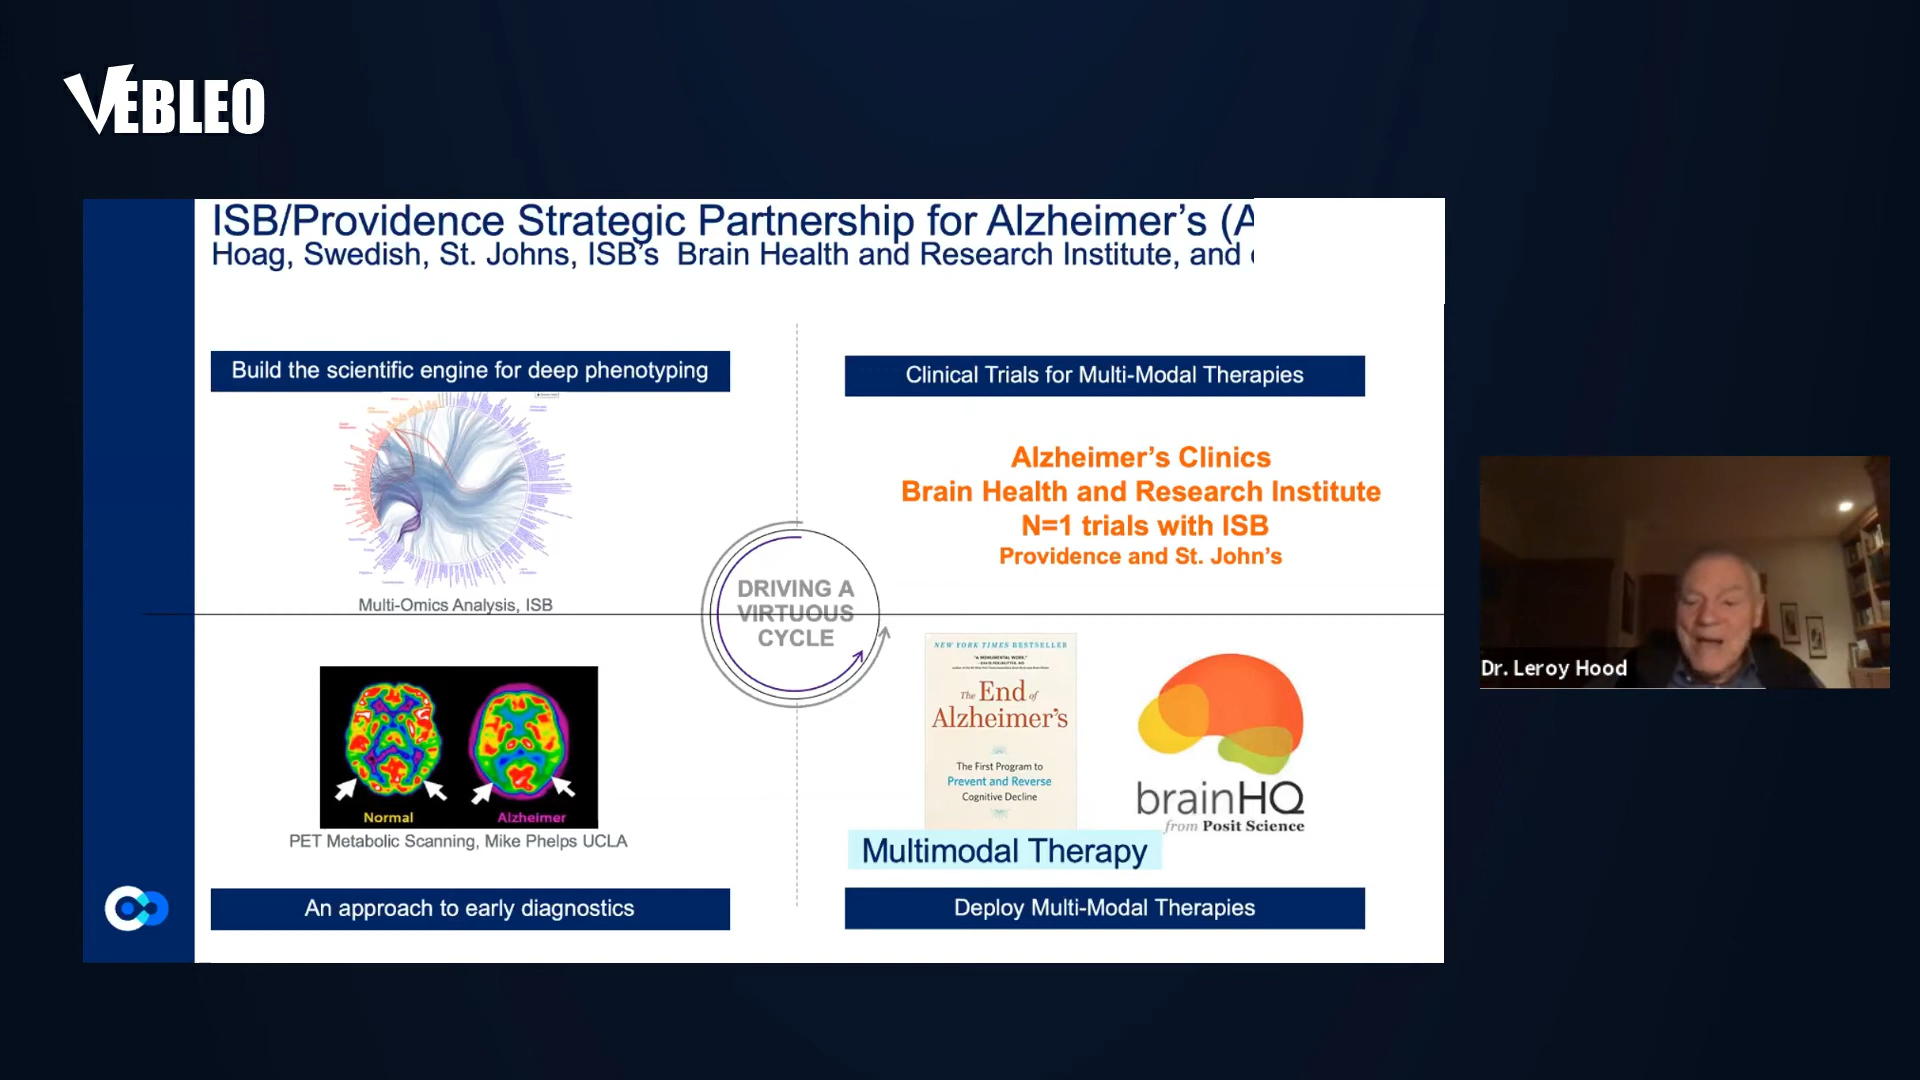 VEBLEO
ISB/Providence Strategic Partnership for Alzheimer's (A
Hoag, Swedish, St. Johns, ISB's Brain Health and Research Institute, and
Build the scientific engine for deep phenotyping
Multi-Omics Analysis, ISB
Clinical Trials for Multi-Modal Therapies
Alzheimer's Clinics
Brain Health and Research Institute
N=1 trials with ISB
Providence and St. John's
DRIVING A
VIRTUOUS
CYCLE
Normal
Alzheimer
PET Metabolic Scanning, Mike Phelps UCLA
An approach to early diagnostics
NEW YORK TIMES BESTSELLER
"A MONUMENTAL WORK."
The End of
Alzheimer's
The First Program to
Prevent and Reverse
Cognitive Decline
brainHQ
from Posit Science
Multimodal Therapy
Deploy Multi-Modal Therapies
Dr. Leroy Hood